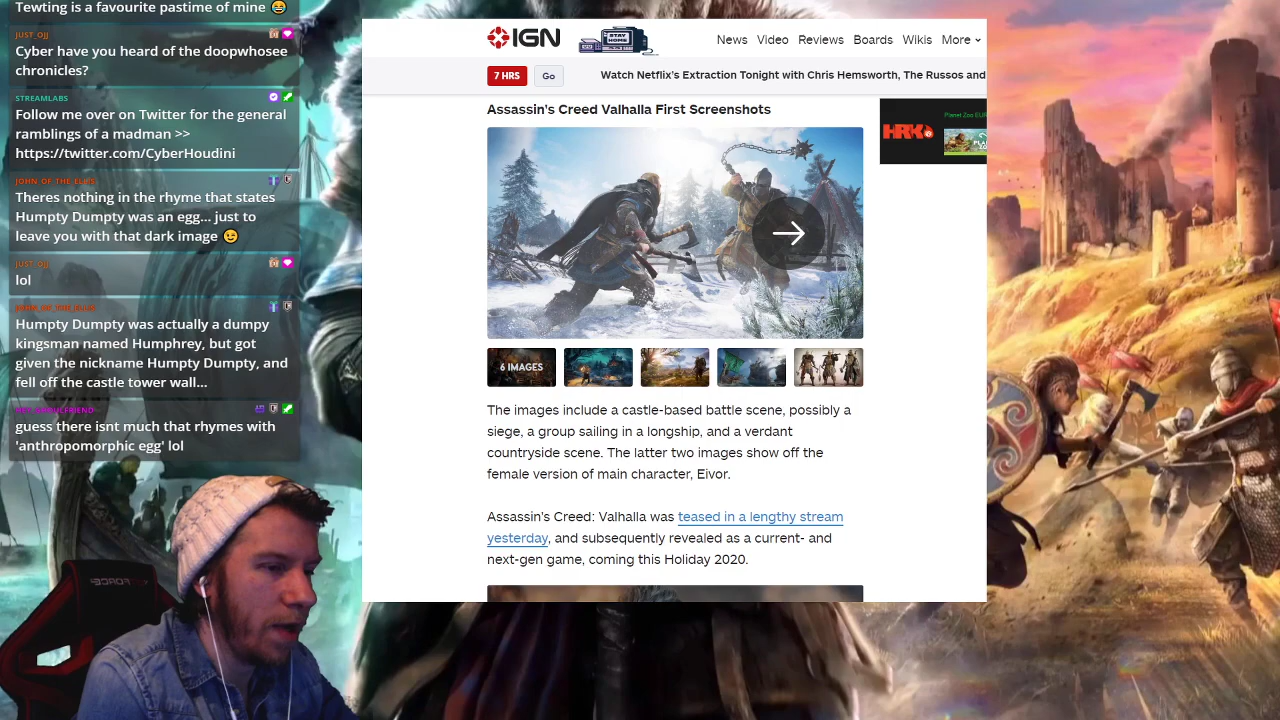 Tewting is a favourite pastime of mine 😂
JUST_OJJ
Cyber have you heard of the doopwhosee
chronicles?
STREAMLABS
Follow me over on Twitter for the general
ramblings of a madman >>
https://twitter.com/CyberHoudini
JOHN_OF_THE_ELLIS
Theres nothing in the rhyme that states
Humpty Dumpty was an egg... just to
leave you with that dark image 😉
JUST_OJJ
lol
JOHN_OF_THE_ELLIS
Humpty Dumpty was actually a dumpy
kingsman named Humphrey, but got
given the nickname Humpty Dumpty, and
fell off the castle tower wall...
guess there isnt much that rhymes with
'anthropomorphic egg' lol
IGN
STAY HOME
News Video Reviews Boards Wikis More
7 HRS Go Watch Netflix's Extraction Tonight with Chris Hemsworth, The Russos and
Assassin's Creed Valhalla First Screenshots
HRK
Planet Zoo EUR
6 IMAGES
The images include a castle-based battle scene, possibly a
siege, a group sailing in a longship, and a verdant
countryside scene. The latter two images show off the
female version of main character, Eivor.
Assassin's Creed: Valhalla was teased in a lengthy stream
yesterday, and subsequently revealed as a current- and
next-gen game, coming this Holiday 2020.